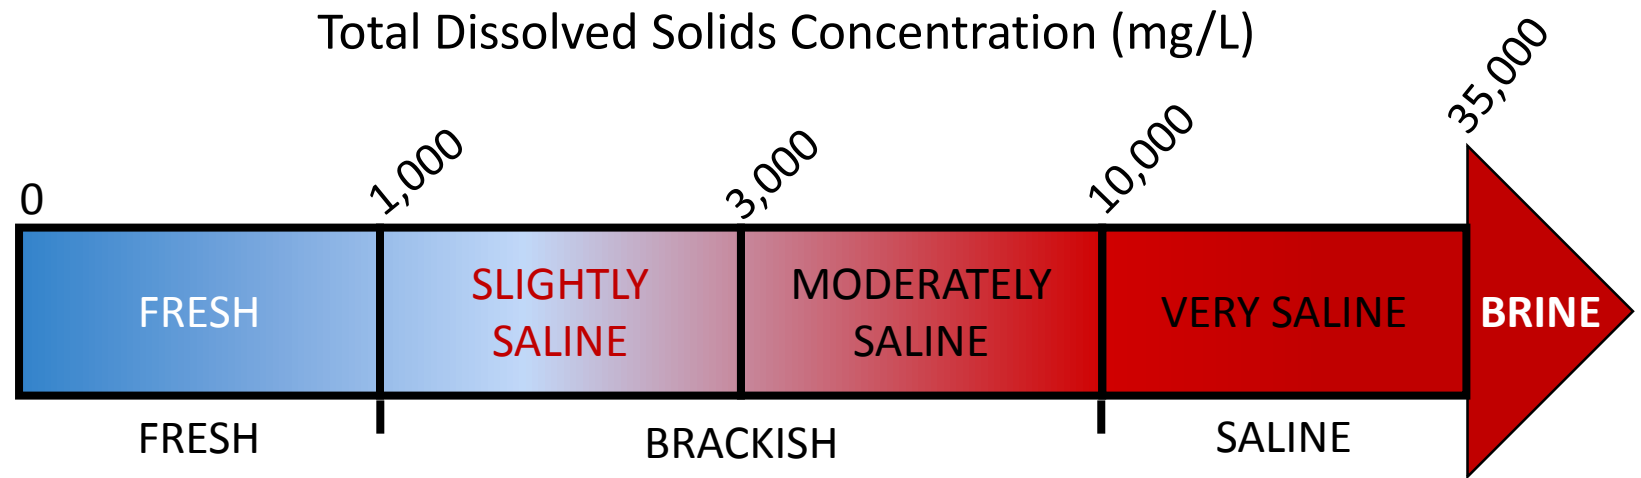 Total Dissolved Solids Concentration (mg/L)
0
1,000
3,000
10,000
35,000
FRESH
SLIGHTLY
SALINE
MODERATELY
SALINE
VERY SALINE
BRINE
FRESH
BRACKISH
SALINE